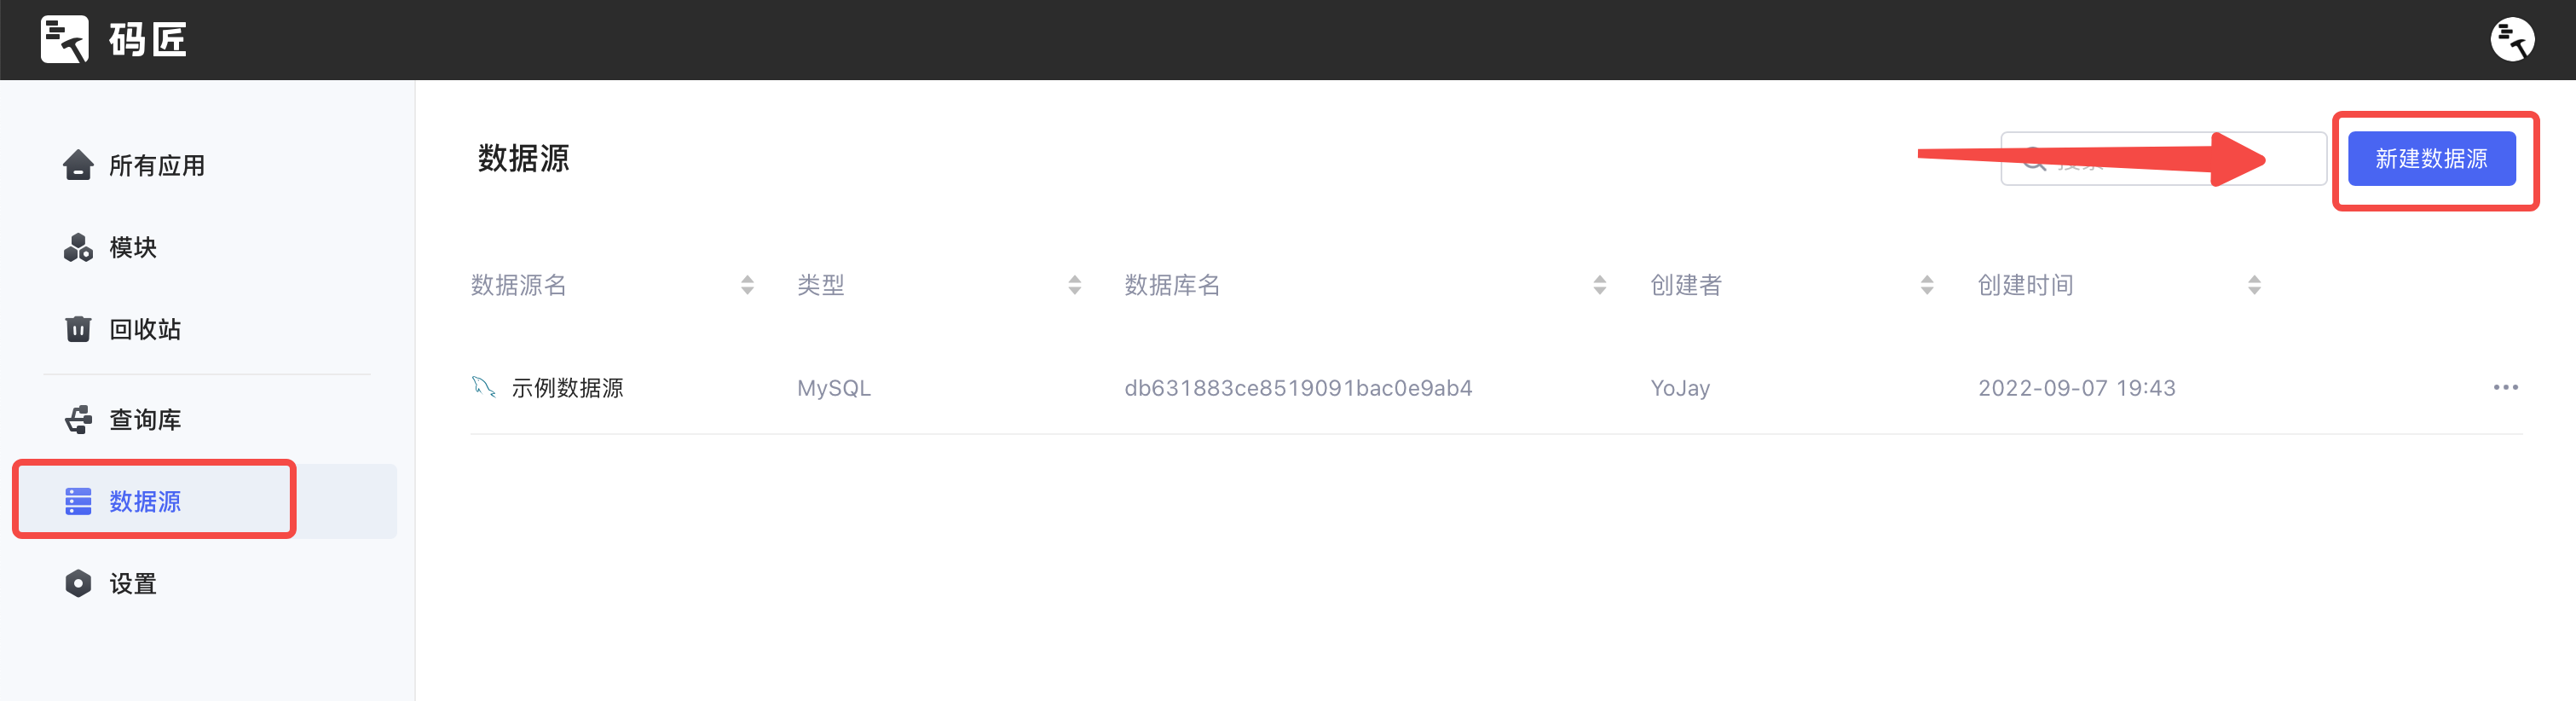 码匠
所有应用
模块
回收站
查询库
数据源
设置
数据源
新建数据源
数据源名 类型 数据库名 创建者 创建时间
示例数据源 MySQL db631883ce8519091bac0e9ab4 YoJay 2022-09-07 19:43